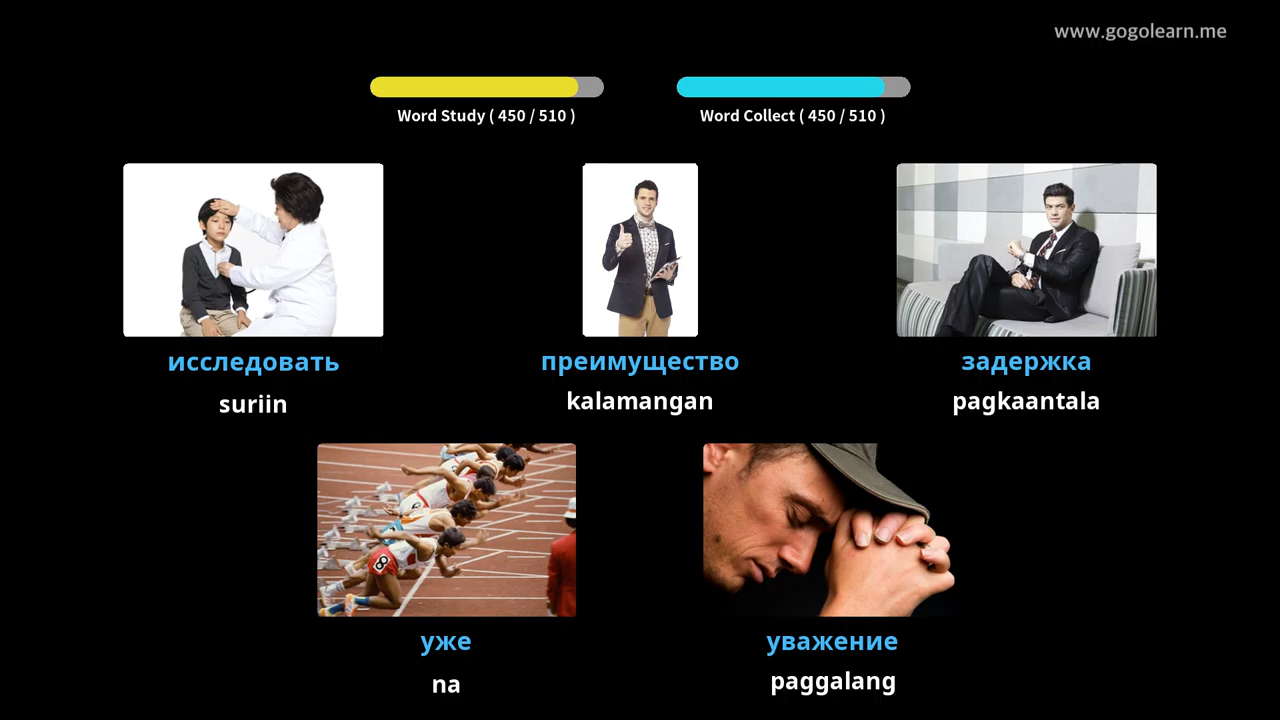 www.gogolearn.me
Word Study ( 450 / 510 )
Word Collect ( 450 / 510 )
исследовать
suriin
преимущество
kalamangan
задержка
pagkaantala
уже
na
уважение
paggalang